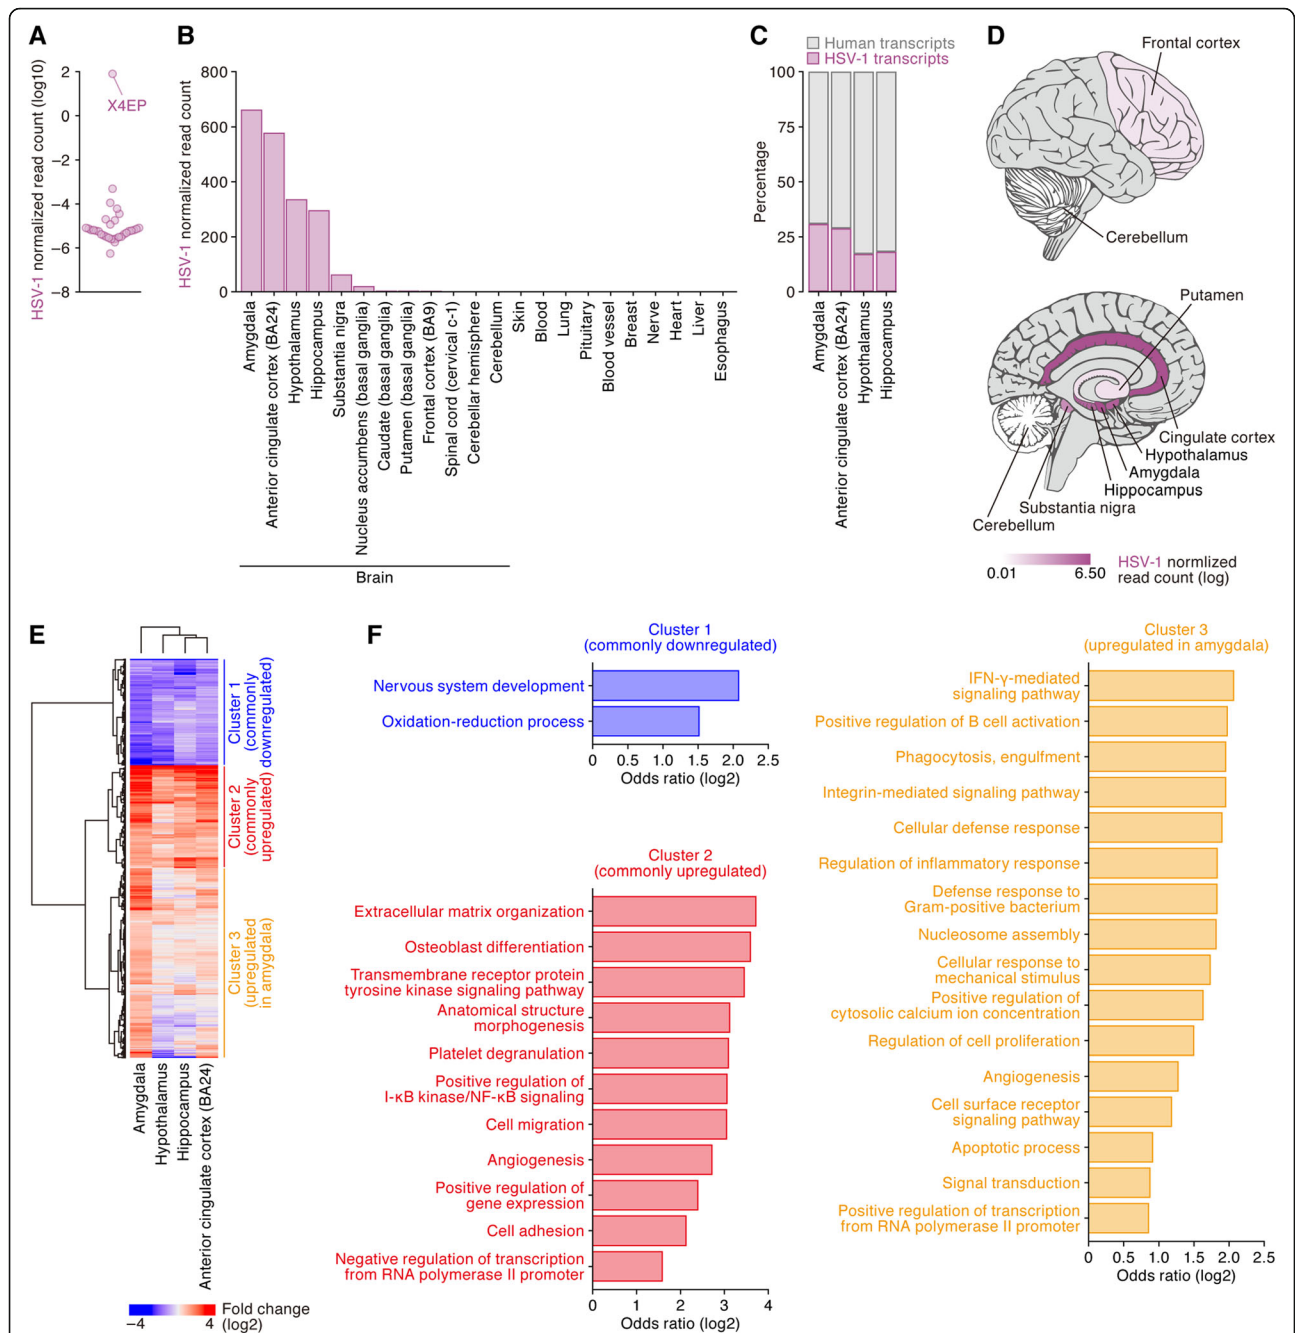 A
HSV-1 normalized read count (log10)
2
0
−2
−4
−6
−8
X4EP
B
HSV-1 normalized read count
800
600
400
200
0
Amygdala
Anterior cingulate cortex (BA24)
Hypothalamus
Hippocampus
Substantia nigra
Nucleus accumbens (basal ganglia)
Caudate (basal ganglia)
Putamen (basal ganglia)
Frontal cortex (BA9)
Spinal cord (cervical c-1)
Cerebellar hemisphere
Cerebellum
Skin
Blood
Lung
Pituitary
Blood vessel
Breast
Nerve
Heart
Liver
Esophagus
Brain
C
Human transcripts
HSV-1 transcripts
Percentage
100
75
50
25
0
Amygdala
Anterior cingulate cortex (BA24)
Hypothalamus
Hippocampus
D
Frontal cortex
Cerebellum
Putamen
Cingulate cortex
Hypothalamus
Amygdala
Hippocampus
Substantia nigra
Cerebellum
0.01
6.50
HSV-1 normlized
read count (log)
E
Cluster 1
(commonly
downregulated)
Cluster 2
(commonly
upregulated)
Cluster 3
(upregulated
in amygdala)
Amygdala
Hypothalamus
Hippocampus
Anterior cingulate cortex (BA24)
−4
4
Fold change
(log2)
F
Cluster 1
(commonly downregulated)
Nervous system development
Oxidation-reduction process
0
0.5
1.0
1.5
2.0
2.5
Odds ratio (log2)
Cluster 2
(commonly upregulated)
Extracellular matrix organization
Osteoblast differentiation
Transmembrane receptor protein
tyrosine kinase signaling pathway
Anatomical structure
morphogenesis
Platelet degranulation
Positive regulation of
I-κB kinase/NF-κB signaling
Cell migration
Angiogenesis
Positive regulation of
gene expression
Cell adhesion
Negative regulation of transcription
from RNA polymerase II promoter
0
1
2
3
4
Odds ratio (log2)
Cluster 3
(upregulated in amygdala)
IFN-γ-mediated
signaling pathway
Positive regulation of B cell activation
Phagocytosis, engulfment
Integrin-mediated signaling pathway
Cellular defense response
Regulation of inflammatory response
Defense response to
Gram-positive bacterium
Nucleosome assembly
Cellular response to
mechanical stimulus
Positive regulation of
cytosolic calcium ion concentration
Regulation of cell proliferation
Angiogenesis
Cell surface receptor
signaling pathway
Apoptotic process
Signal transduction
Positive regulation of transcription
from RNA polymerase II promoter
0
0.5
1.0
1.5
2.0
2.5
Odds ratio (log2)